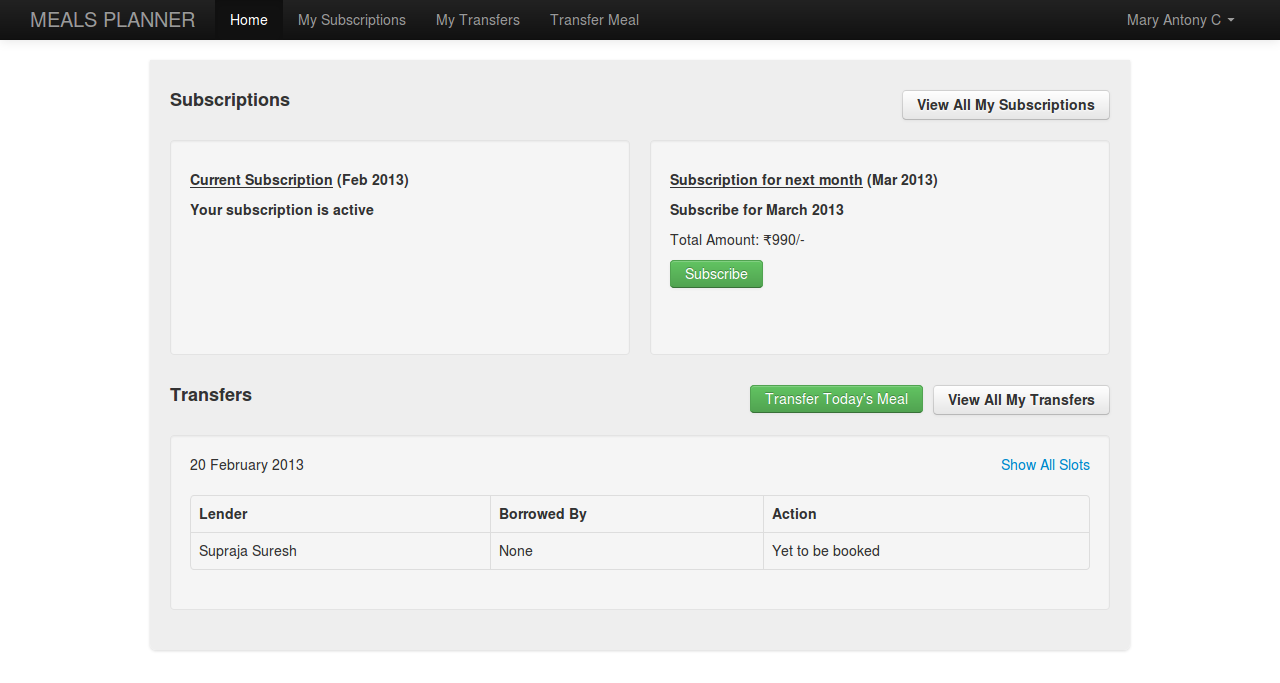 MEALS PLANNER Home My Subscriptions My Transfers Transfer Meal Mary Antony C
Subscriptions View All My Subscriptions
Current Subscription (Feb 2013)
Your subscription is active
Subscription for next month (Mar 2013)
Subscribe for March 2013
Total Amount: ₹990/-
Subscribe
Transfers Transfer Today's Meal View All My Transfers
20 February 2013 Show All Slots
Lender Borrowed By Action
Supraja Suresh None Yet to be booked